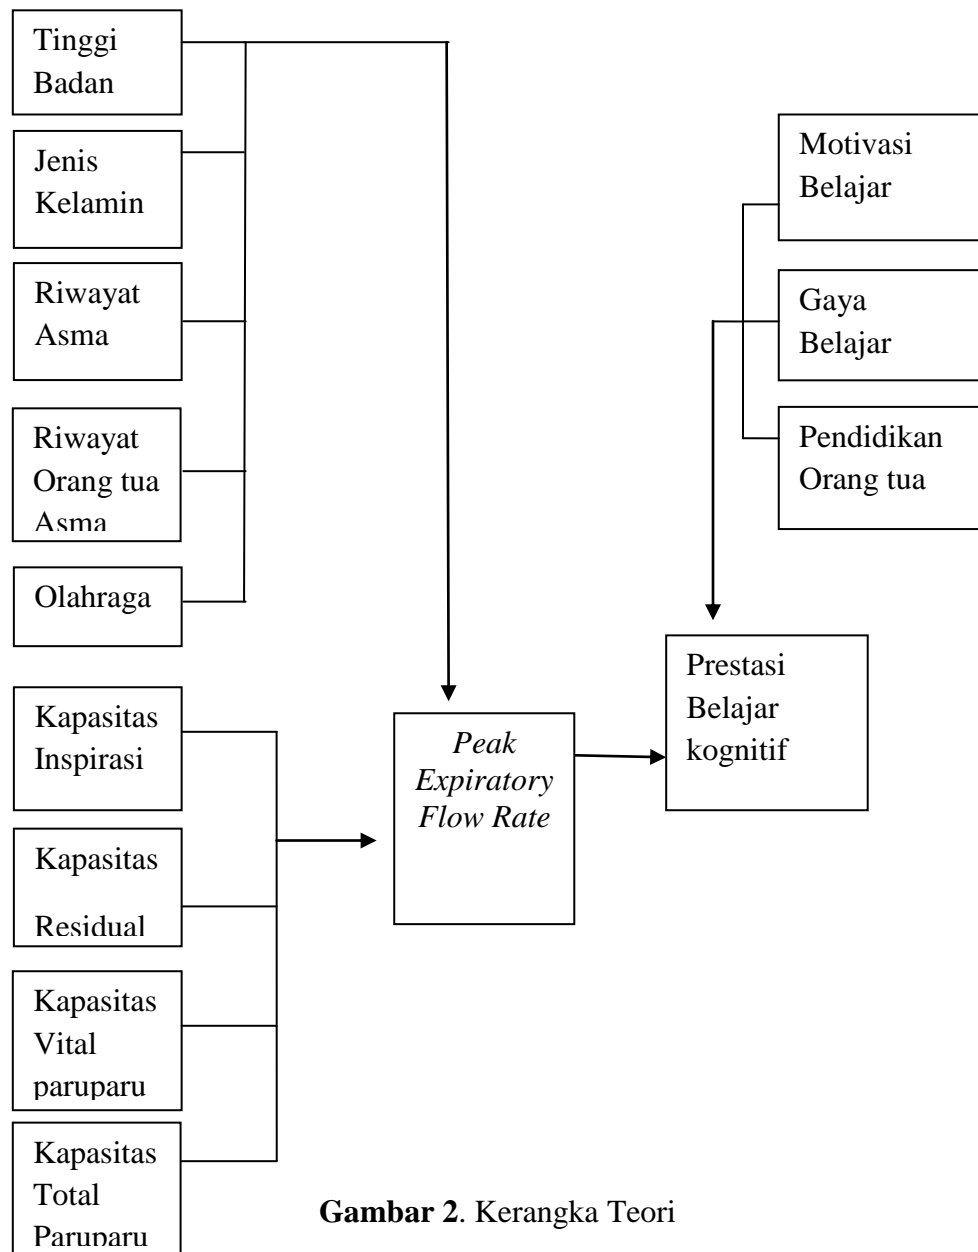 Tinggi
Badan
Jenis
Kelamin
Riwayat
Asma
Riwayat
Orang tua
Asma
Olahraga
Kapasitas
Inspirasi
Kapasitas
Residual
Kapasitas
Vital
paruparu
Kapasitas
Total
Paruparu
Peak
Expiratory
Flow Rate
Motivasi
Belajar
Gaya
Belajar
Pendidikan
Orang tua
Prestasi
Belajar
kognitif
Gambar 2. Kerangka Teori